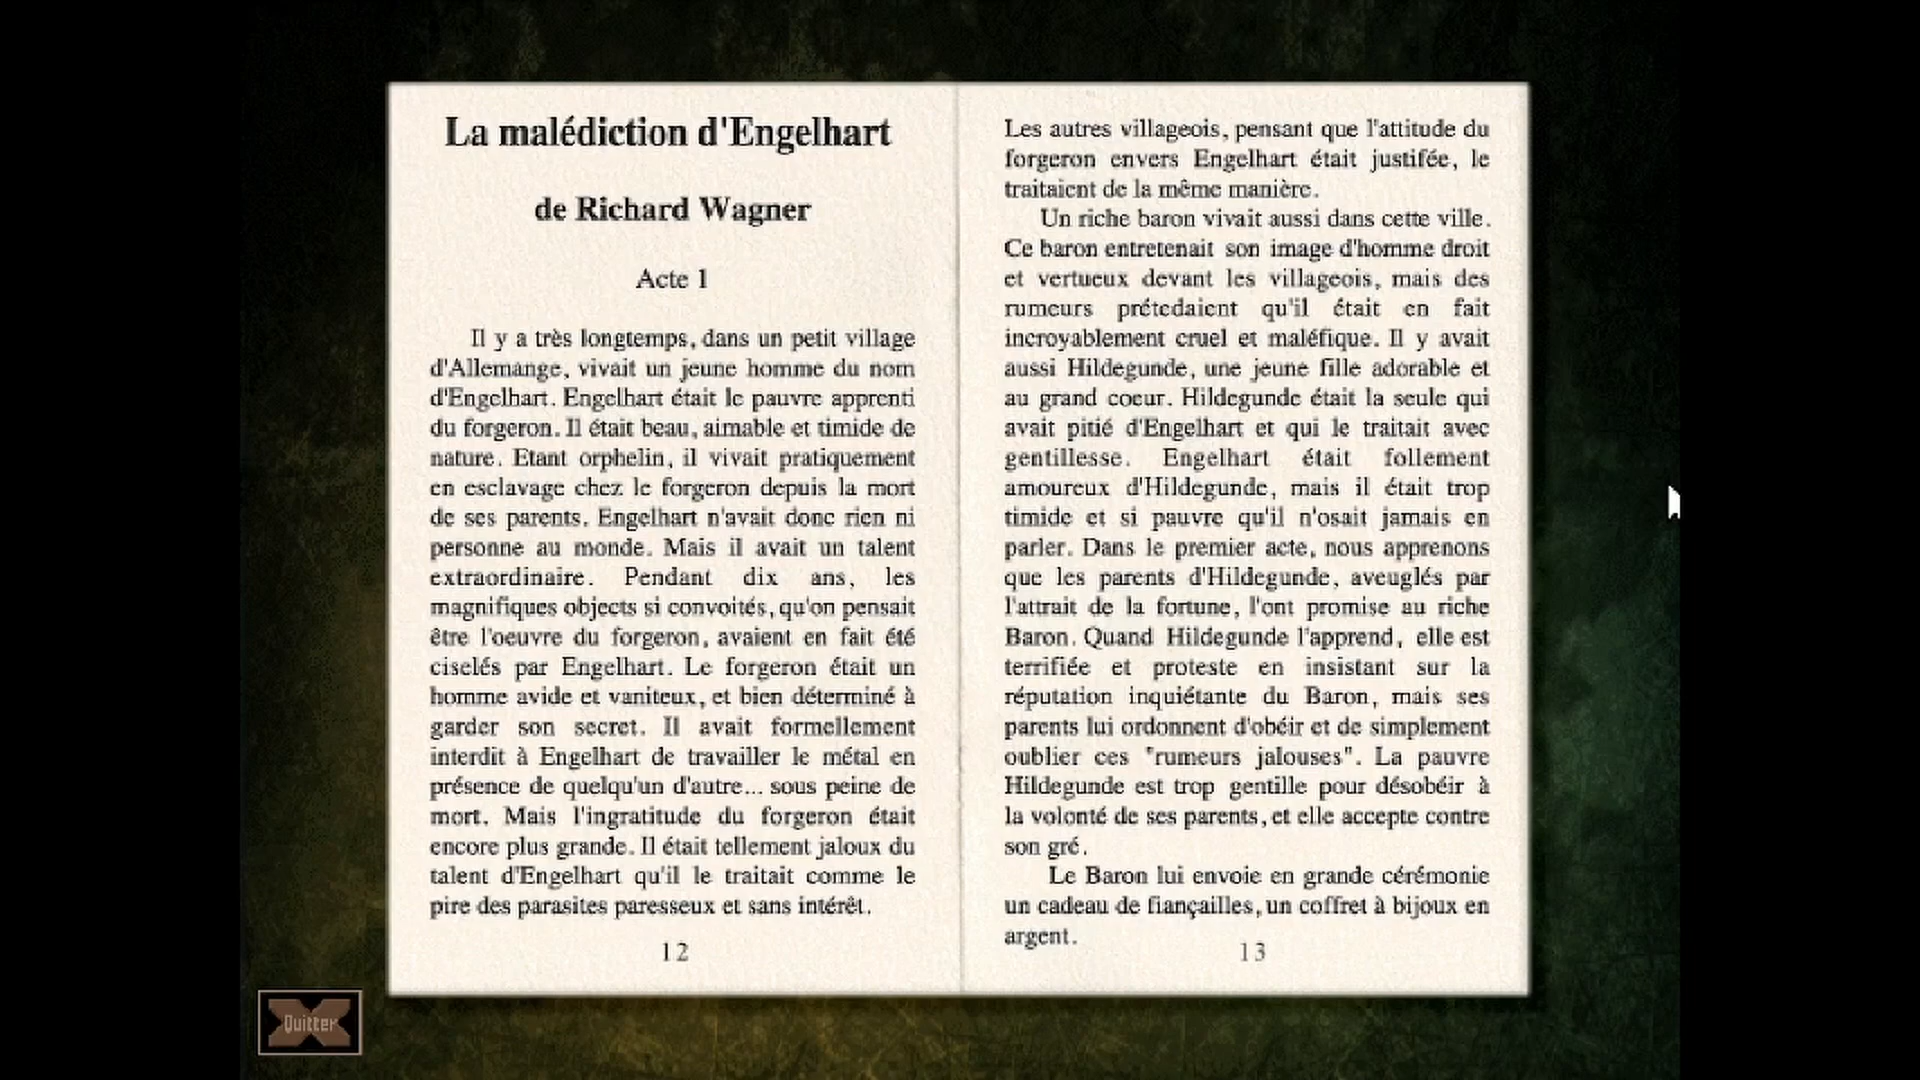 La malédiction d'Engelhart
de Richard Wagner
Acte 1
Il y a très longtemps, dans un petit village
d'Allemange, vivait un jeune homme du nom
d'Engelhart. Engelhart était le pauvre apprenti
du forgeron. Il était beau, aimable et timide de
nature. Etant orphelin, il vivait pratiquement
en esclavage chez le forgeron depuis la mort
de ses parents. Engelhart n'avait donc rien ni
personne au monde. Mais il avait un talent
extraordinaire. Pendant dix ans, les
magnifiques objects si convoités, qu'on pensait
être l'oeuvre du forgeron, avaient en fait été
ciselés par Engelhart. Le forgeron était un
homme avide et vaniteux, et bien déterminé à
garder son secret. Il avait formellement
interdit à Engelhart de travailler le métal en
présence de quelqu'un d'autre... sous peine de
mort. Mais l'ingratitude du forgeron était
encore plus grande. Il était tellement jaloux du
talent d'Engelhart qu'il le traitait comme le
pire des parasites paresseux et sans intérêt.
12
Les autres villageois, pensant que l'attitude du
forgeron envers Engelhart était justifée, le
traitaient de la même manière.
Un riche baron vivait aussi dans cette ville.
Ce baron entretenait son image d'homme droit
et vertueux devant les villageois, mais des
rumeurs prétedaient qu'il était en fait
incroyablement cruel et maléfique. Il y avait
aussi Hildegunde, une jeune fille adorable et
au grand coeur. Hildegunde était la seule qui
avait pitié d'Engelhart et qui le traitait avec
gentillesse. Engelhart était follement
amoureux d'Hildegunde, mais il était trop
timide et si pauvre qu'il n'osait jamais en
parler. Dans le premier acte, nous apprenons
que les parents d'Hildegunde, aveuglés par
l'attrait de la fortune, l'ont promise au riche
Baron. Quand Hildegunde l'apprend, elle est
terrifiée et proteste en insistant sur la
réputation inquiétante du Baron, mais ses
parents lui ordonnent d'obéir et de simplement
oublier ces "rumeurs jalouses". La pauvre
Hildegunde est trop gentille pour désobéir à
la volonté de ses parents, et elle accepte contre
son gré.
Le Baron lui envoie en grande cérémonie
un cadeau de fiançailles, un coffret à bijoux en
argent.
13
Quitter